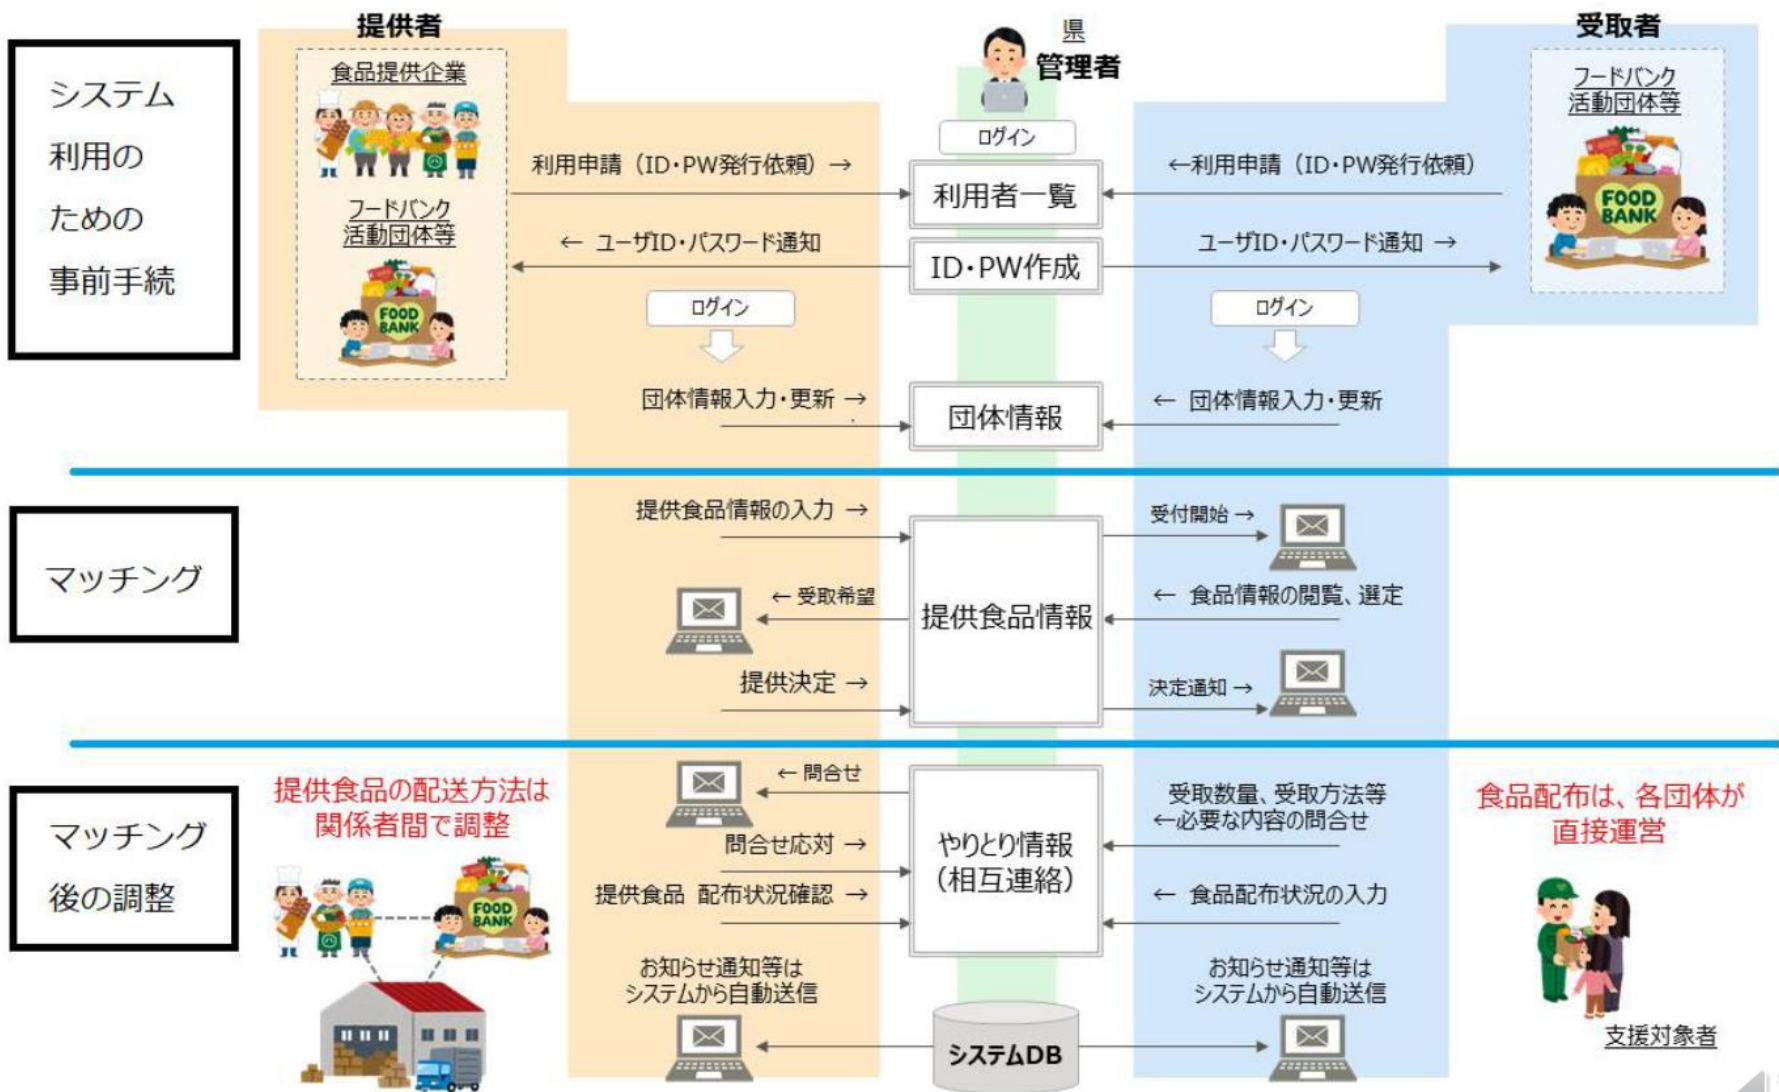 提供者
県
管理者
受取者
システム
利用の
ための
事前手続
食品提供企業
フードバンク
活動団体等
FOOD
BANK
ログイン
フードバンク
活動団体等
FOOD
BANK
利用申請（ID・PW発行依頼）→
利用者一覧
←利用申請（ID・PW発行依頼）
← ユーザID・パスワード通知
ID・PW作成
ユーザID・パスワード通知 →
ログイン
ログイン
団体情報入力・更新 →
団体情報
← 団体情報入力・更新
マッチング
提供食品情報の入力 →
受付開始 →
← 受取希望
提供食品情報
← 食品情報の閲覧、選定
提供決定 →
決定通知 →
マッチング
後の調整
提供食品の配送方法は
関係者間で調整
FOOD
BANK
← 問合せ
受取数量、受取方法等
←必要な内容の問合せ
問合せ応対 →
やりとり情報
（相互連絡）
提供食品 配布状況確認 →
← 食品配布状況の入力
お知らせ通知等は
システムから自動送信
お知らせ通知等は
システムから自動送信
システムDB
食品配布は、各団体が
直接運営
支援対象者